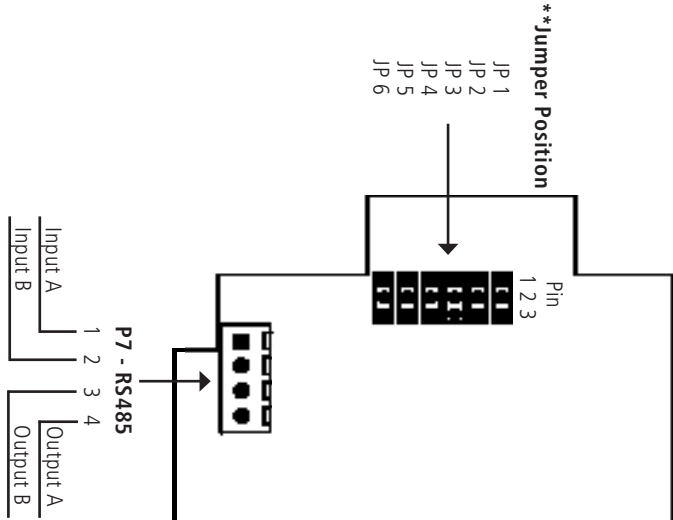 **Jumper Position
Pin
1 2 3
JP 1
JP 2
JP 3
JP 4
JP 5
JP 6
P7 - RS485
1 2 3 4
Input A
Output A
Input B
Output B